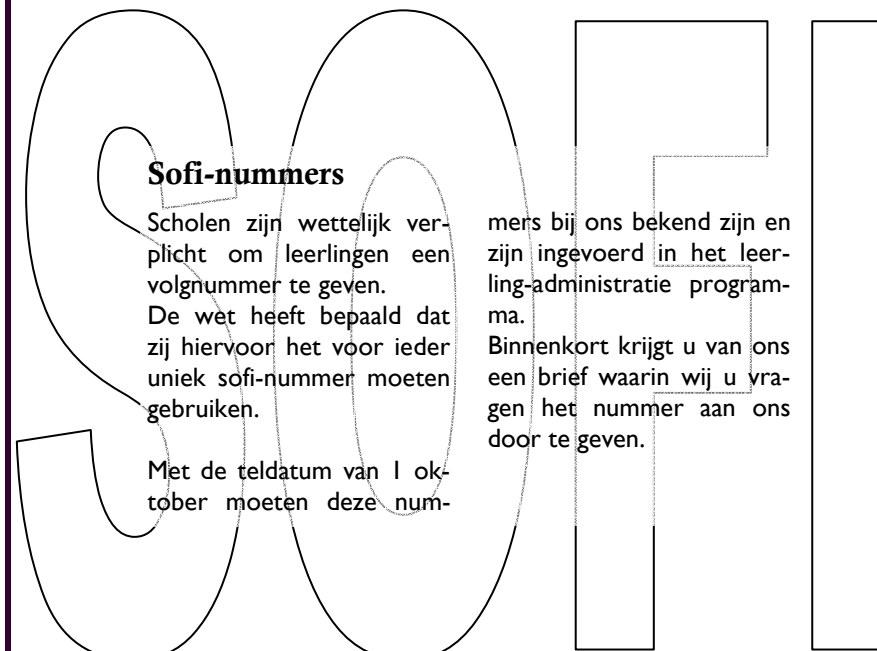 SOFI
Sofi-nummers
Scholen zijn wettelijk ver-
plicht om leerlingen een
volgnummer te geven.
De wet heeft bepaald dat
zij hiervoor het voor ieder
uniek sofi-nummer moeten
gebruiken.
Met de teldatum van 1 ok-
tober moeten deze num-
mers bij ons bekend zijn en
zijn ingevoerd in het leer-
ling-administratie program-
ma.
Binnenkort krijgt u van ons
een brief waarin wij u vra-
gen het nummer aan ons
door te geven.